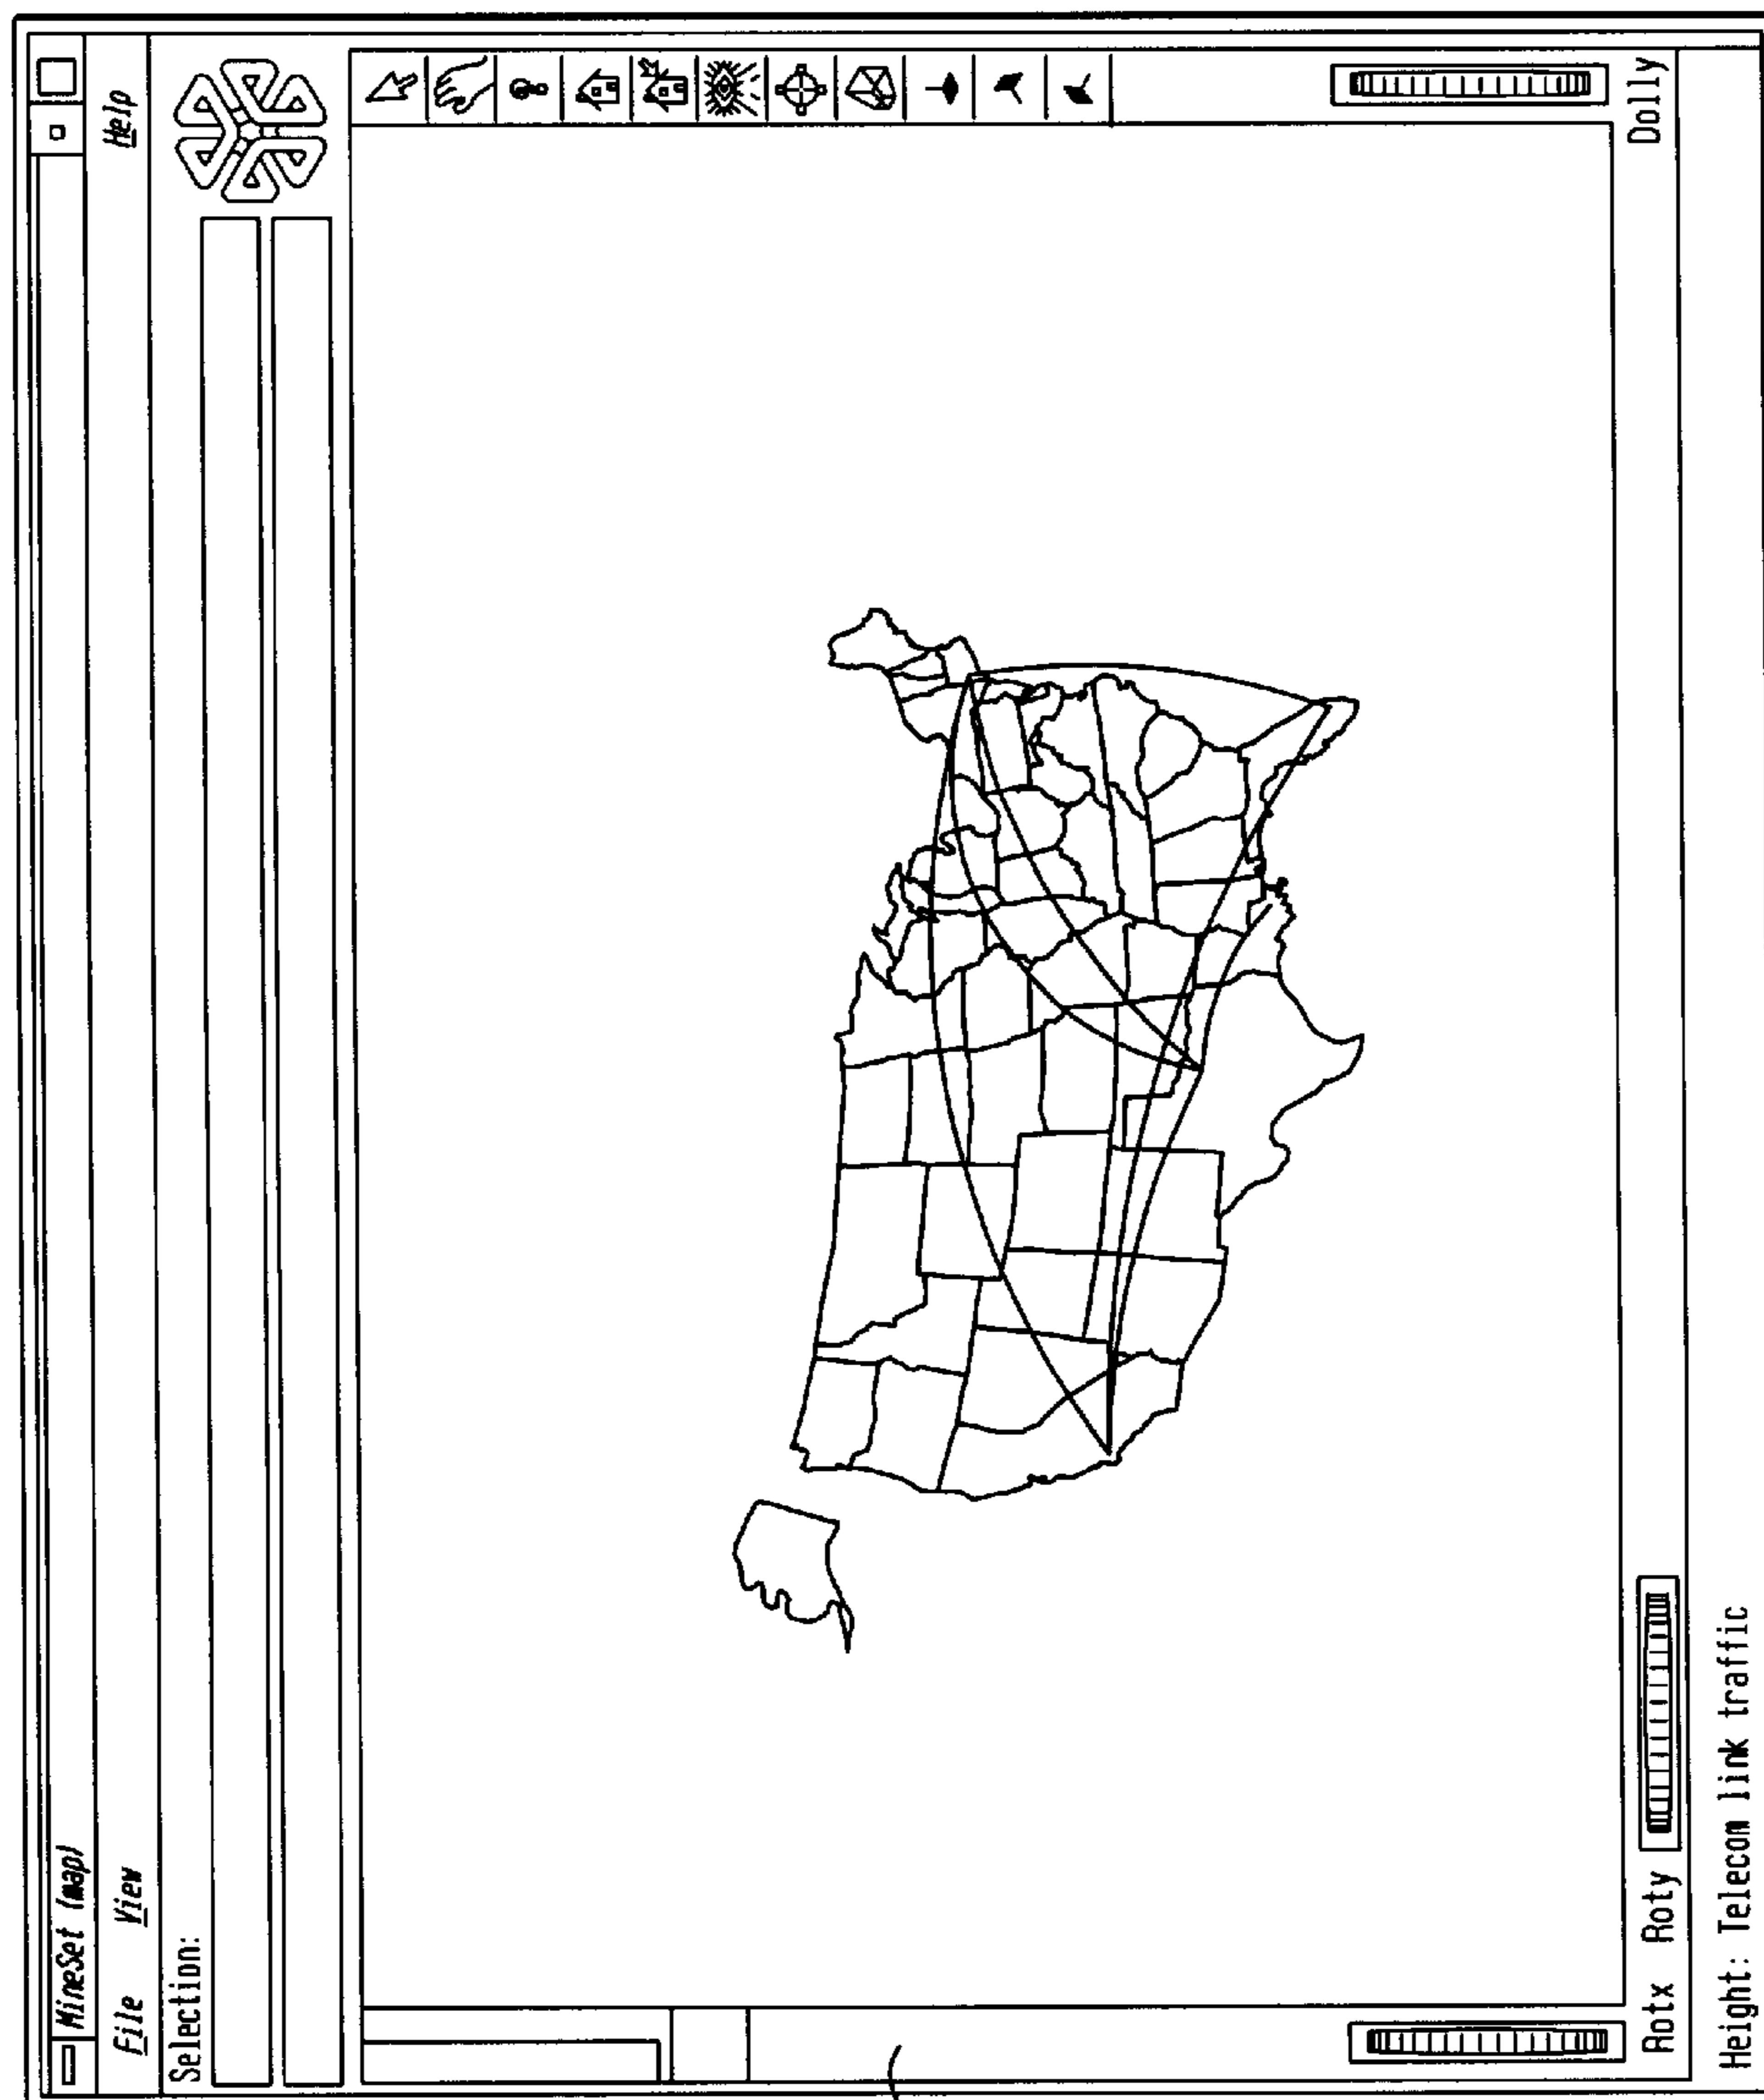 MineSet (map)
File View Help
Selection:
Rotx Roty Dolly
Height: Telecom link traffic